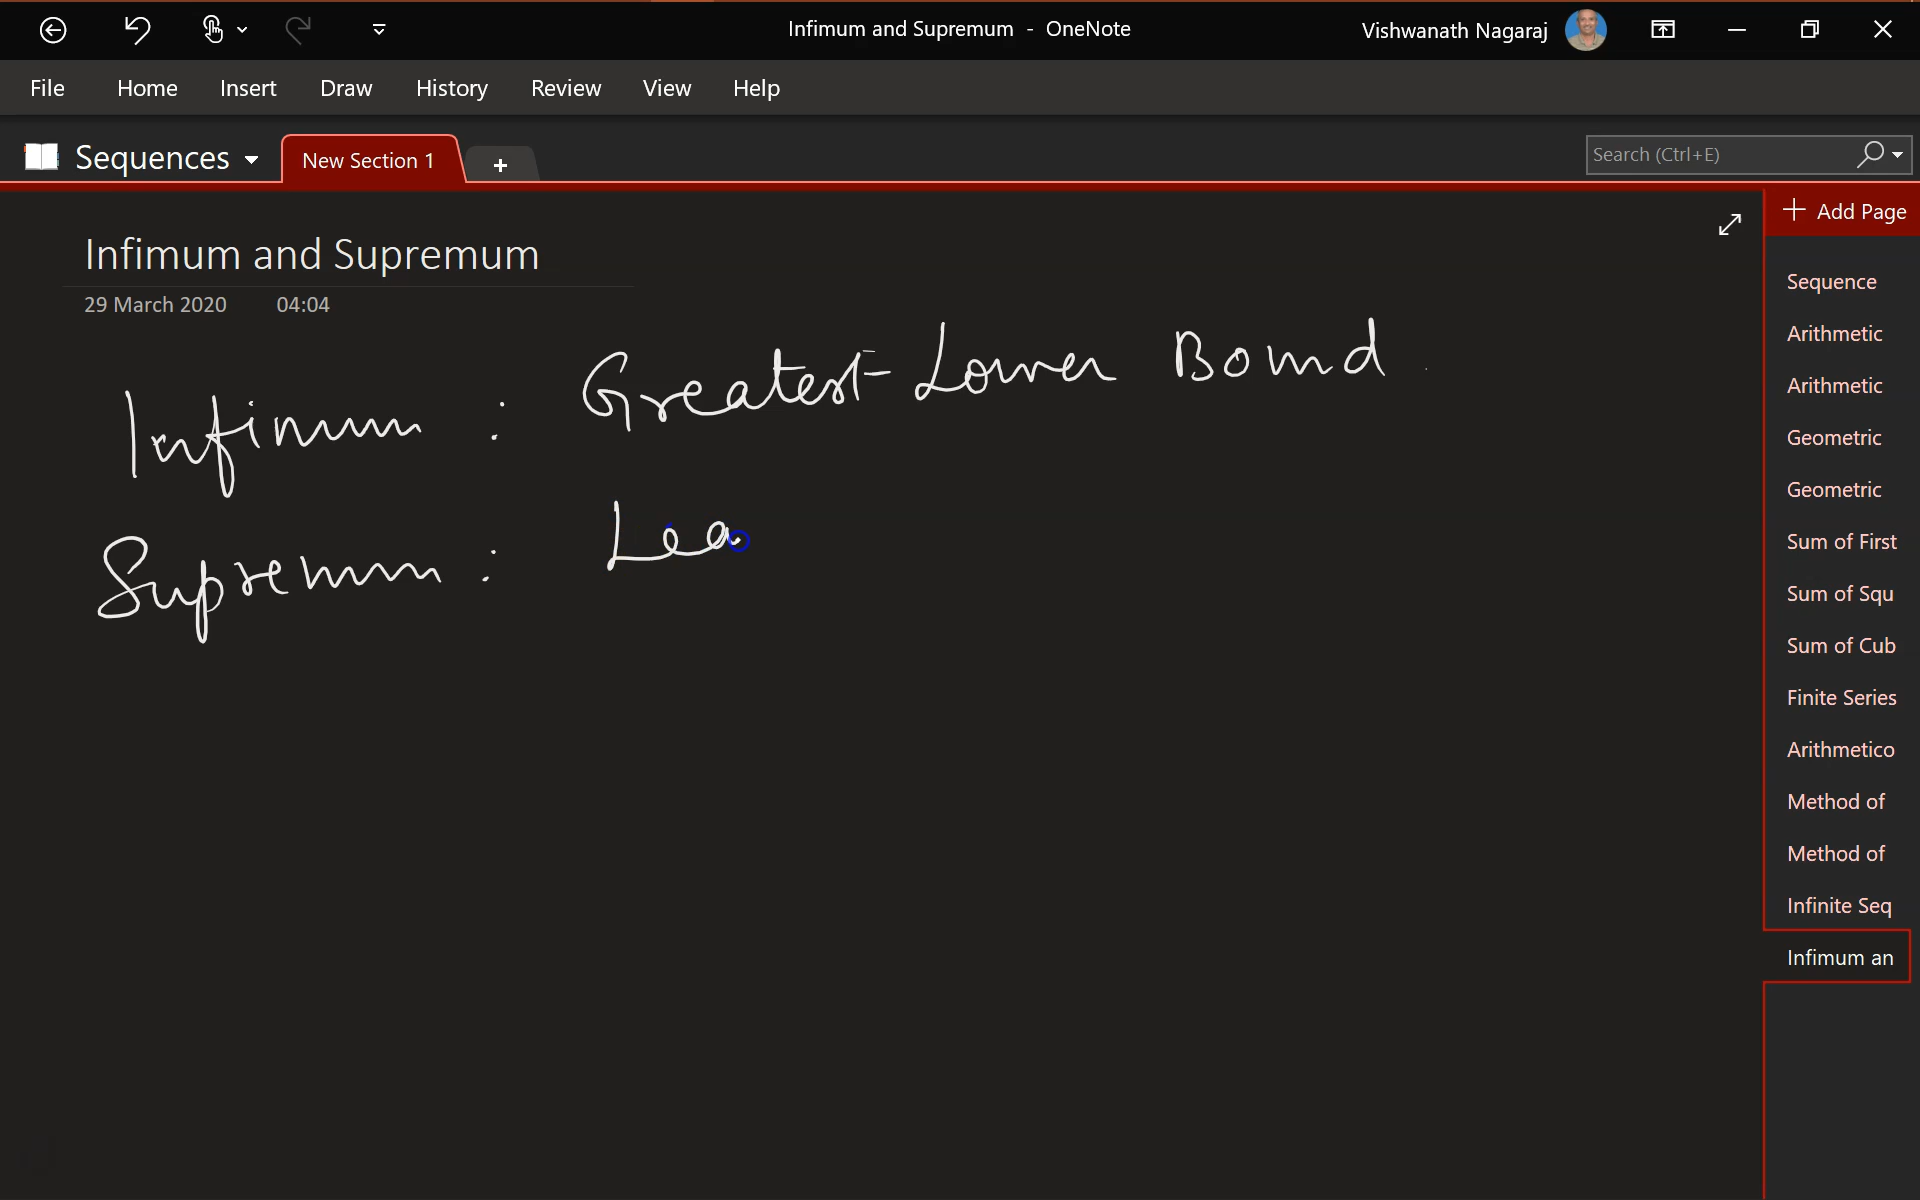 Infimum and Supremum - OneNote
Vishwanath Nagaraj
File Home Insert Draw History Review View Help
Sequences New Section 1 +
Search (Ctrl+E)
Add Page
Infimum and Supremum
29 March 2020 04:04
Infimum : Greatest Lower Bound
Supremum : Lea
Sequence
Arithmetic
Arithmetic
Geometric
Geometric
Sum of First
Sum of Squ
Sum of Cub
Finite Series
Arithmetico
Method of
Method of
Infinite Seq
Infimum an